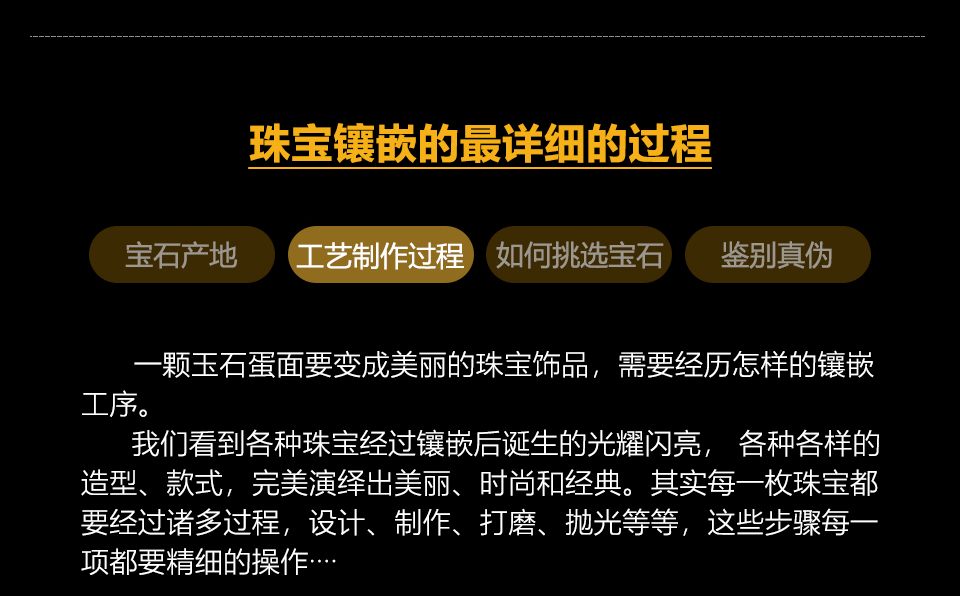 珠宝镶嵌的最详细的过程
宝石产地 工艺制作过程 如何挑选宝石 鉴别真伪
一颗玉石蛋面要变成美丽的珠宝饰品，需要经历怎样的镶嵌
工序。
我们看到各种珠宝经过镶嵌后诞生的光耀闪亮， 各种各样的
造型、款式，完美演绎出美丽、时尚和经典。其实每一枚珠宝都
要经过诸多过程，设计、制作、打磨、抛光等等，这些步骤每一
项都要精细的操作····